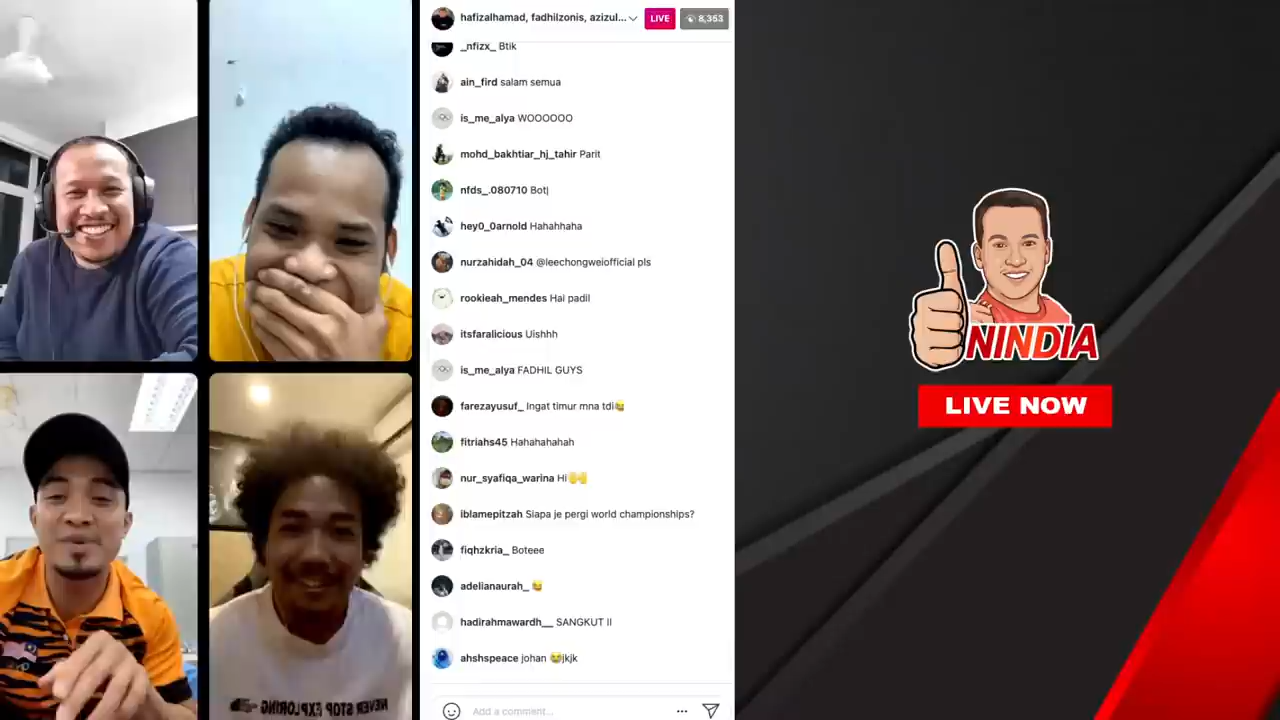 hafizalhamad, fadhilzonis, azizul...
LIVE
8,353
_nfizx_ Btik
ain_fird salam semua
is_me_alya WOOOOOO
mohd_bakhtiar_hj_tahir Parit
nfds_.080710 Bot|
hey0_0arnold Hahahhaha
nurzahidah_04 @leechongweiofficial pls
rookieah_mendes Hai padil
itsfaralicious Uishhh
is_me_alya FADHIL GUYS
farezayusuf_ Ingat timur mna tdi😂
fitriahs45 Hahahahahah
nur_syafiqa_warina Hi🙌🙌
iblamepitzah Siapa je pergi world championships?
fiqhzkria_ Boteee
adelianaurah_ 😂
hadirahmawardh__ SANGKUT II
ahshspeace johan 😭jkjk
Add a comment...
NEVER STOP EXPLORING
NINDIA
LIVE NOW